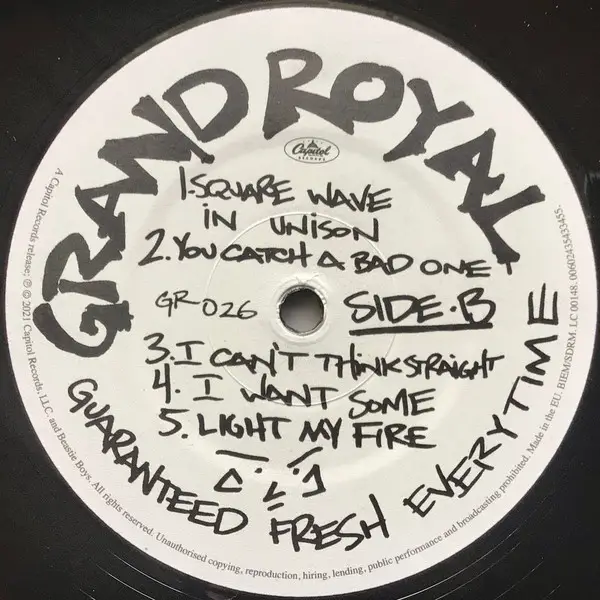 GRAND ROYAL
Capitol
RECORDS
1. SQUARE WAVE
IN UNISON
2. YOU CATCH A BAD ONE
GR-026
SIDE.B
3. I CAN'T THINK STRAIGHT
4. I WANT SOME
5. LIGHT MY FIRE
GUARANTEED FRESH EVERYTIME
A Capitol Records release; ℗ © 2021 Capitol Records, LLC. and Beastie Boys. All rights reserved. Unauthorised copying, reproduction, hiring, lending, public performance and broadcasting prohibited. Made in the EU. BIEM/SDRM. LC 00148. 00602435433455.